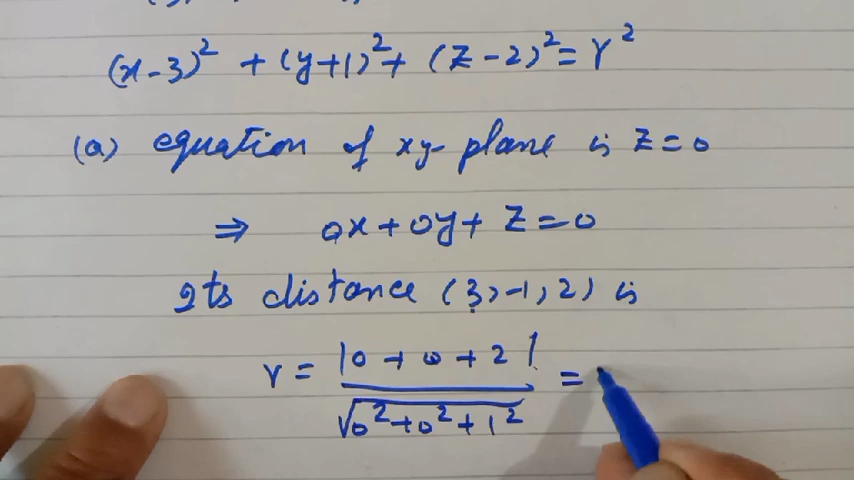 (x-3)² + (y+1)² + (z-2)² = r²
(a) equation of xy-plane is z=0
⇒ 0x+0y+z=0
Its distance (3,-1,2) is
r = |0+0+2| / √0²+0²+1² =